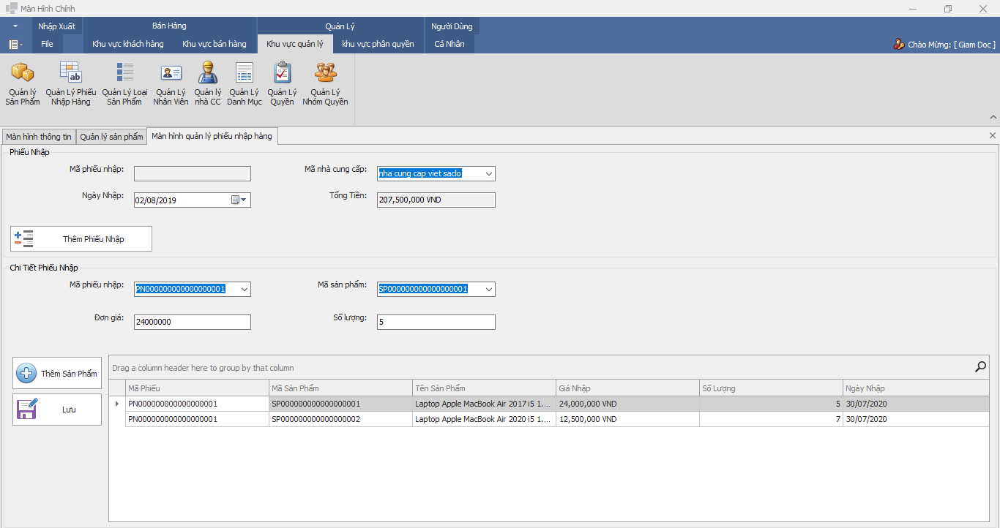 Màn Hình Chính
Nhập Xuất
Bán Hàng
Quản Lý
Người Dùng
File
Khu vực khách hàng
Khu vực bán hàng
Khu vực quản lý
khu vực phân quyền
Cá Nhân
Chào Mừng: [ Giam Doc ]
Quản lý
Sản Phẩm
Quản Lý Phiếu
Nhập Hàng
ab
Quản Lý Loại
Sản Phẩm
Quản Lý
Nhân Viên
Quản lý
nhà CC
Quản Lý
Danh Mục
Quản Lý
Quyền
Quản Lý
Nhóm Quyền
Màn hình thông tin
Quản lý sản phẩm
Màn hình quản lý phiếu nhập hàng
Phiếu Nhập
Mã phiếu nhập:
Mã nhà cung cấp:
nha cung cap viet saclo
Ngày Nhập:
02/08/2019
Tổng Tiền:
207,500,000 VND
Thêm Phiếu Nhập
Chi Tiết Phiếu Nhập
Mã phiếu nhập:
PN000000000000000001
Mã sản phẩm:
SP000000000000000001
Đơn giá:
24000000
Số lượng:
5
Thêm Sản Phẩm
Lưu
Drag a column header here to group by that column
Mã Phiếu
Mã Sản Phẩm
Tên Sản Phẩm
Giá Nhập
Số Lượng
Ngày Nhập
PN000000000000000001
SP000000000000000001
Laptop Apple MacBook Air 2017 i5 1....
24,000,000 VND
5
30/07/2020
PN000000000000000001
SP000000000000000002
Laptop Apple MacBook Air 2020 i5 1....
12,500,000 VND
7
30/07/2020